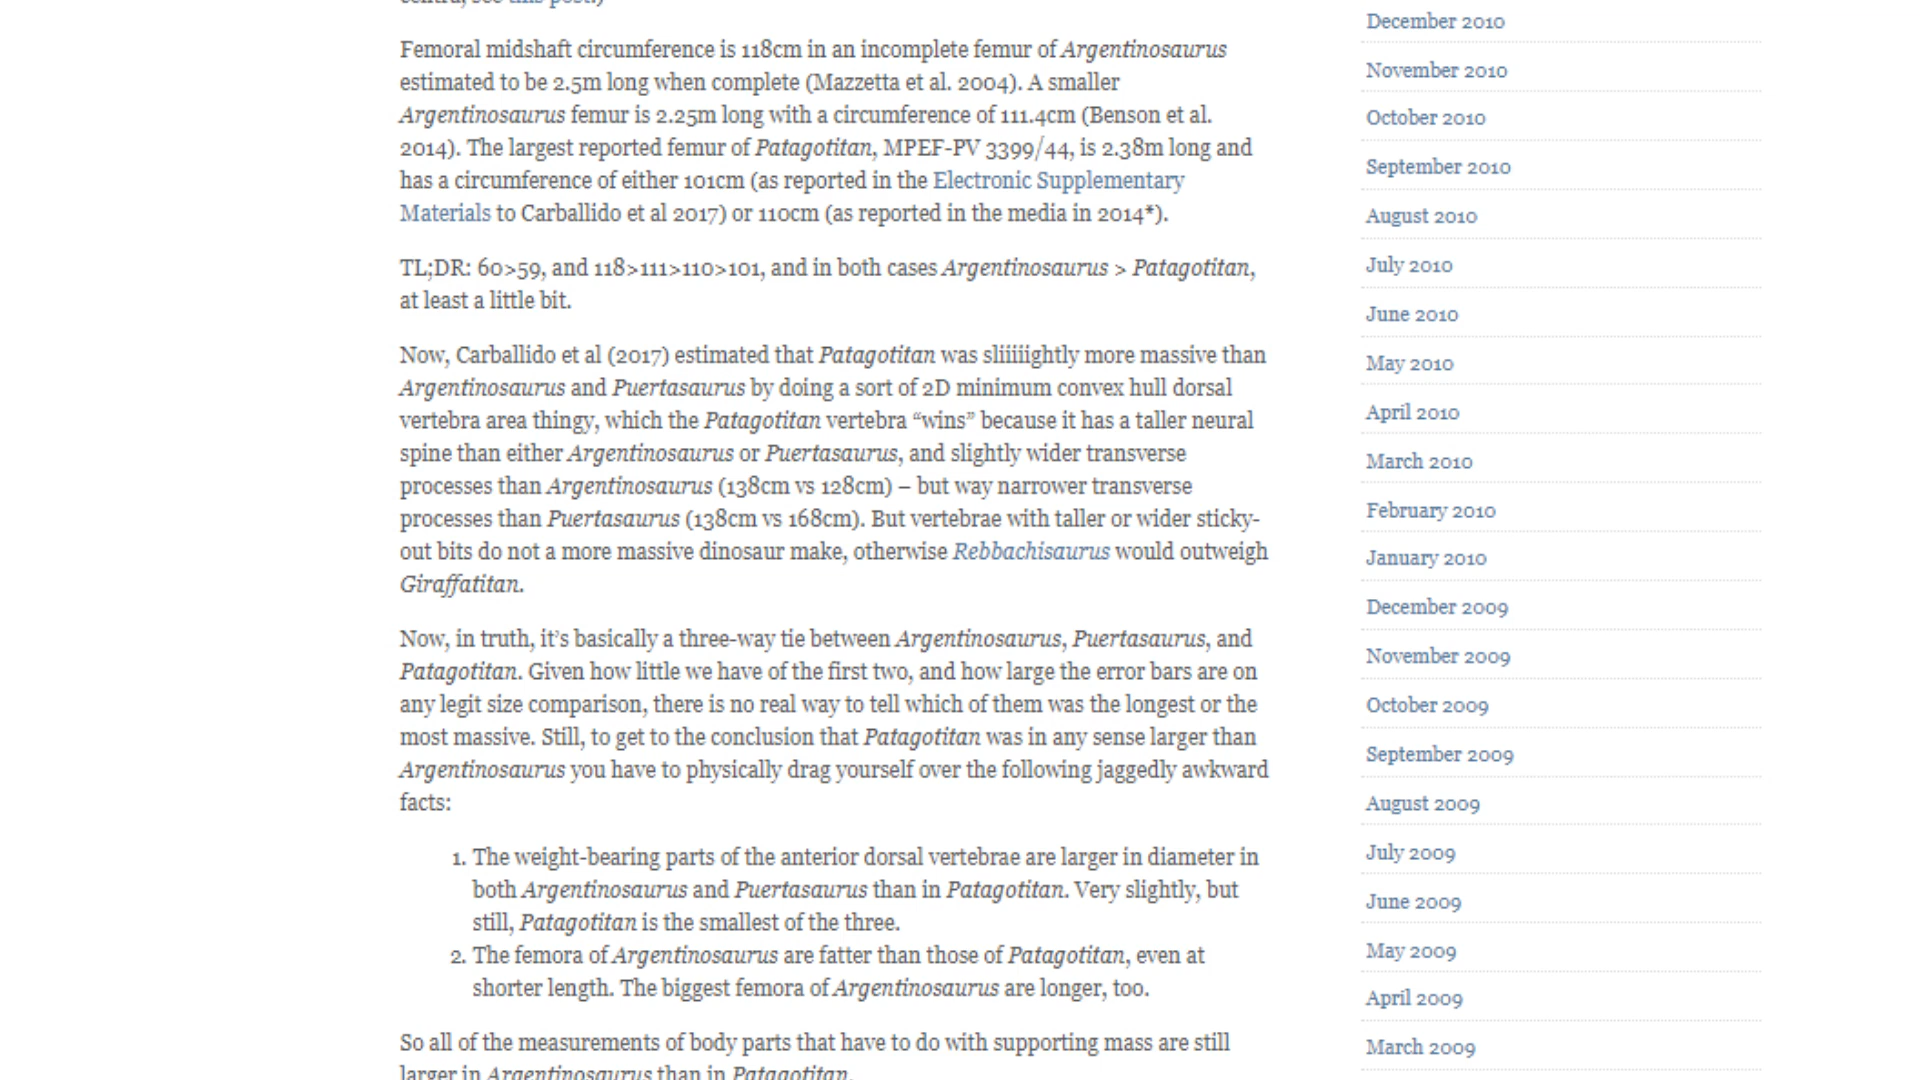 centra, see this post.)
Femoral midshaft circumference is 118cm in an incomplete femur of Argentinosaurus
estimated to be 2.5m long when complete (Mazzetta et al. 2004). A smaller
Argentinosaurus femur is 2.25m long with a circumference of 111.4cm (Benson et al.
2014). The largest reported femur of Patagotitan, MPEF-PV 3399/44, is 2.38m long and
has a circumference of either 101cm (as reported in the Electronic Supplementary
Materials to Carballido et al 2017) or 110cm (as reported in the media in 2014*).
TL;DR: 60>59, and 118>111>110>101, and in both cases Argentinosaurus > Patagotitan,
at least a little bit.
Now, Carballido et al (2017) estimated that Patagotitan was sliiiiightly more massive than
Argentinosaurus and Puertasaurus by doing a sort of 2D minimum convex hull dorsal
vertebra area thingy, which the Patagotitan vertebra “wins” because it has a taller neural
spine than either Argentinosaurus or Puertasaurus, and slightly wider transverse
processes than Argentinosaurus (138cm vs 128cm) – but way narrower transverse
processes than Puertasaurus (138cm vs 168cm). But vertebrae with taller or wider sticky-
out bits do not a more massive dinosaur make, otherwise Rebbachisaurus would outweigh
Giraffatitan.
Now, in truth, it’s basically a three-way tie between Argentinosaurus, Puertasaurus, and
Patagotitan. Given how little we have of the first two, and how large the error bars are on
any legit size comparison, there is no real way to tell which of them was the longest or the
most massive. Still, to get to the conclusion that Patagotitan was in any sense larger than
Argentinosaurus you have to physically drag yourself over the following jaggedly awkward
facts:
1. The weight-bearing parts of the anterior dorsal vertebrae are larger in diameter in
both Argentinosaurus and Puertasaurus than in Patagotitan. Very slightly, but
still, Patagotitan is the smallest of the three.
2. The femora of Argentinosaurus are fatter than those of Patagotitan, even at
shorter length. The biggest femora of Argentinosaurus are longer, too.
So all of the measurements of body parts that have to do with supporting mass are still
larger in Argentinosaurus than in Patagotitan.
December 2010
November 2010
October 2010
September 2010
August 2010
July 2010
June 2010
May 2010
April 2010
March 2010
February 2010
January 2010
December 2009
November 2009
October 2009
September 2009
August 2009
July 2009
June 2009
May 2009
April 2009
March 2009